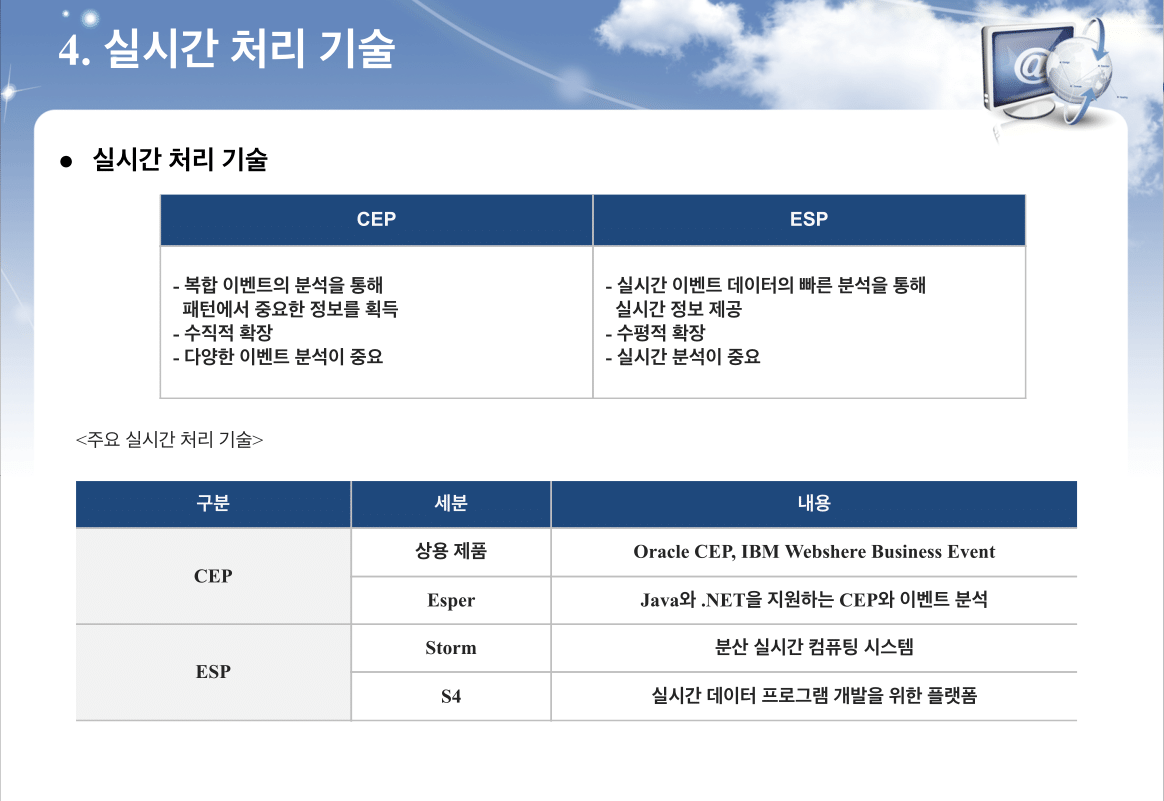 4. 실시간 처리 기술
● 실시간 처리 기술
CEP
ESP
- 복합 이벤트의 분석을 통해
패턴에서 중요한 정보를 획득
- 수직적 확장
- 다양한 이벤트 분석이 중요
- 실시간 이벤트 데이터의 빠른 분석을 통해
실시간 정보 제공
- 수평적 확장
- 실시간 분석이 중요
<주요 실시간 처리 기술>
구분
세분
내용
CEP
상용 제품
Oracle CEP, IBM Webshere Business Event
Esper
Java와 .NET을 지원하는 CEP와 이벤트 분석
ESP
Storm
분산 실시간 컴퓨팅 시스템
S4
실시간 데이터 프로그램 개발을 위한 플랫폼
@